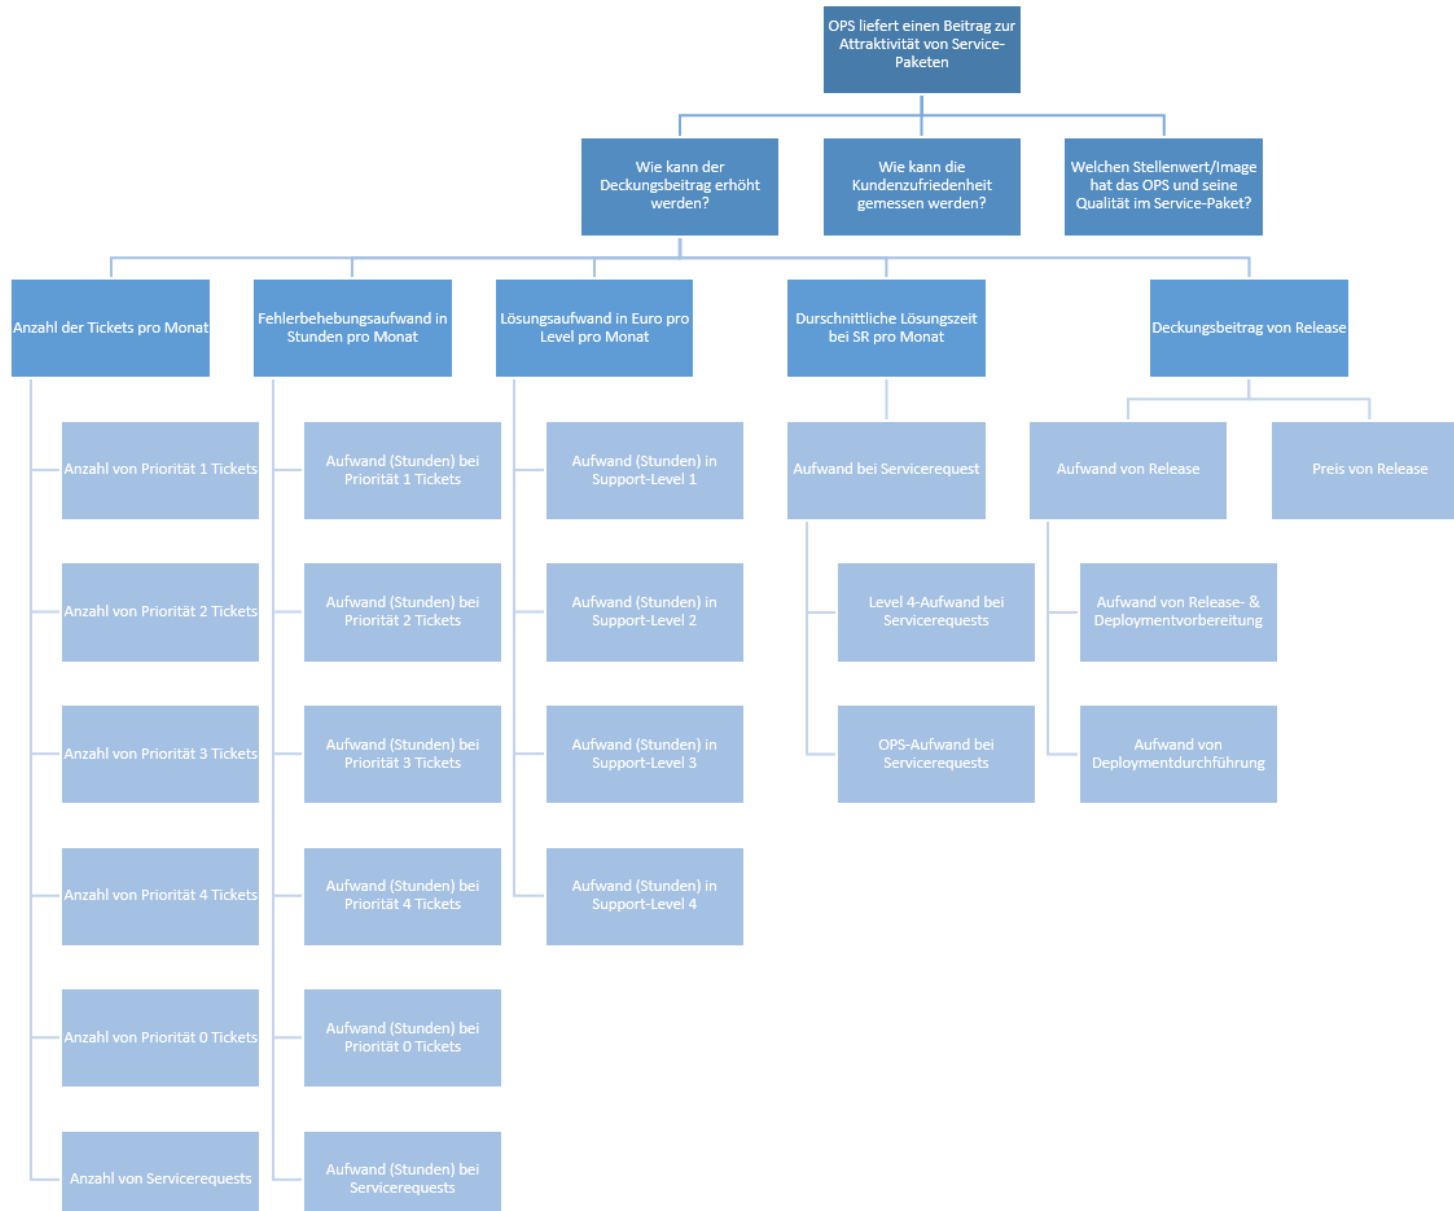 OPS liefert einen Beitrag zur
Attraktivität von Service-
Paketen
Wie kann der
Deckungsbeitrag erhöht
werden?
Wie kann die
Kundenzufriedenheit
gemessen werden?
Welchen Stellenwert/Image
hat das OPS und seine
Qualität im Service-Paket?
Anzahl der Tickets pro Monat
Fehlerbehebungsaufwand in
Stunden pro Monat
Lösungsaufwand in Euro pro
Level pro Monat
Durschnittliche Lösungszeit
bei SR pro Monat
Deckungsbeitrag von Release
Anzahl von Priorität 1 Tickets
Aufwand (Stunden) bei
Priorität 1 Tickets
Aufwand (Stunden) in
Support-Level 1
Aufwand bei Servicerequest
Aufwand von Release
Preis von Release
Anzahl von Priorität 2 Tickets
Aufwand (Stunden) bei
Priorität 2 Tickets
Aufwand (Stunden) in
Support-Level 2
Level 4-Aufwand bei
Servicerequests
Aufwand von Release- &
Deploymentvorbereitung
Anzahl von Priorität 3 Tickets
Aufwand (Stunden) bei
Priorität 3 Tickets
Aufwand (Stunden) in
Support-Level 3
OPS-Aufwand bei
Servicerequests
Aufwand von
Deploymentdurchführung
Anzahl von Priorität 4 Tickets
Aufwand (Stunden) bei
Priorität 4 Tickets
Aufwand (Stunden) in
Support-Level 4
Anzahl von Priorität 0 Tickets
Aufwand (Stunden) bei
Priorität 0 Tickets
Anzahl von Servicerequests
Aufwand (Stunden) bei
Servicerequests